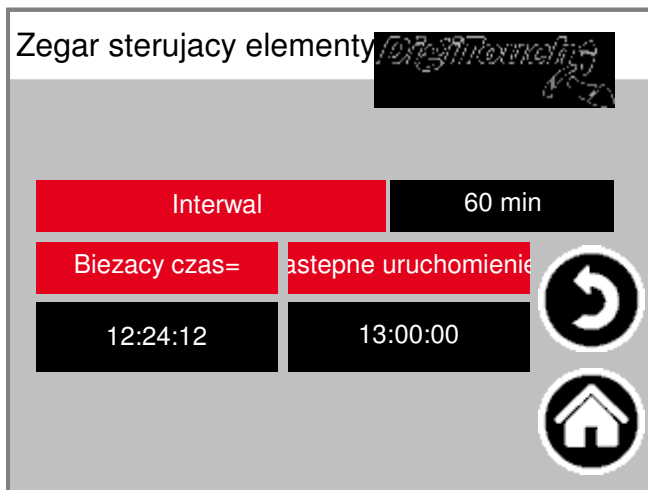 Zegar sterujacy elementy
DigiTouch
Interwal
60 min
Biezacy czas=
astepne uruchomienie
12:24:12
13:00:00